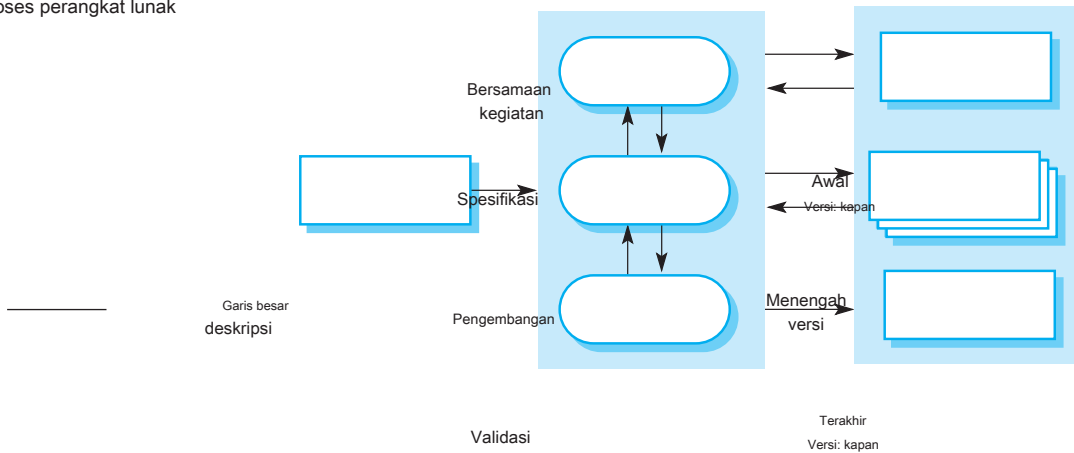 oses perangkat lunak
Bersamaan
kegiatan
Spesifikasi
Awal
Versi: kapan
Garis besar
deskripsi
Pengembangan
Menengah
versi
Validasi
Terakhir
Versi: kapan